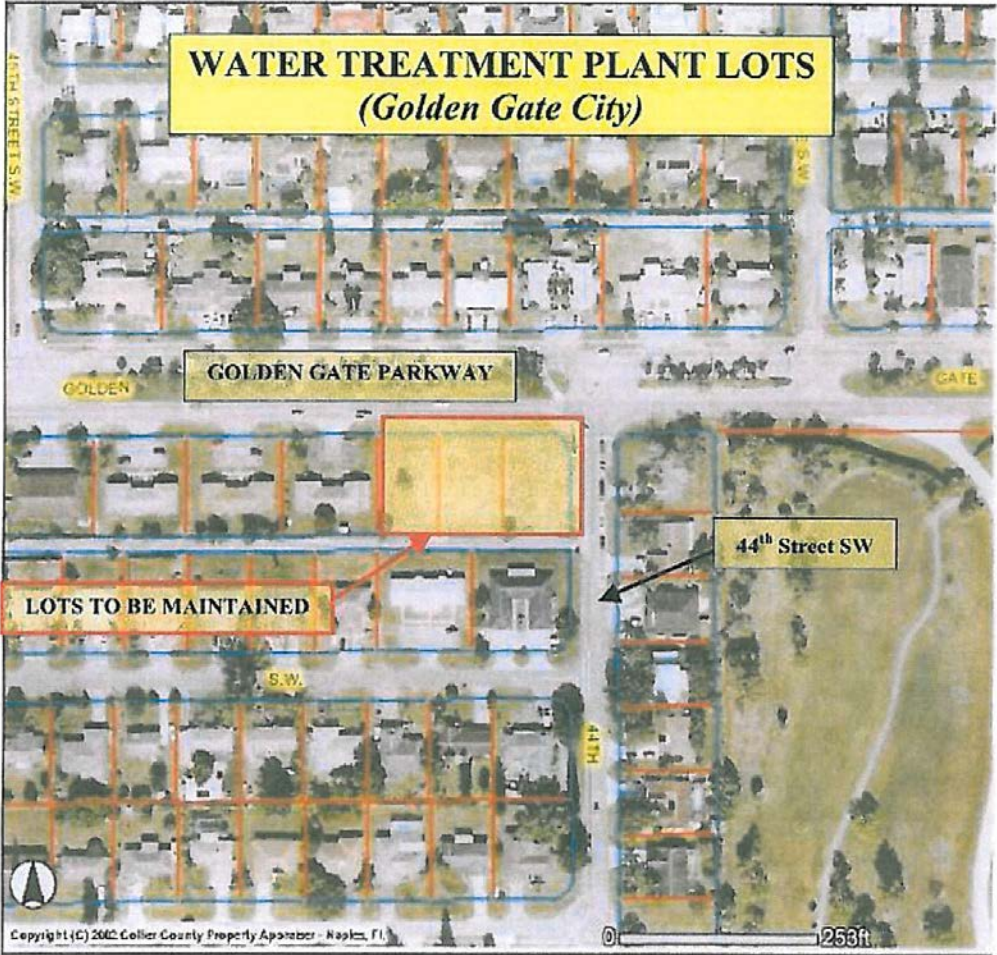 WATER TREATMENT PLANT LOTS
(Golden Gate City)
STREET S.W.
S.W.
GOLDEN GATE PARKWAY
GOLDEN
GATE
44th Street SW
LOTS TO BE MAINTAINED
S.W.
44TH
Copyright (C) 2002 Collier County Property Appraiser - Naples, Fl.
0
253ft